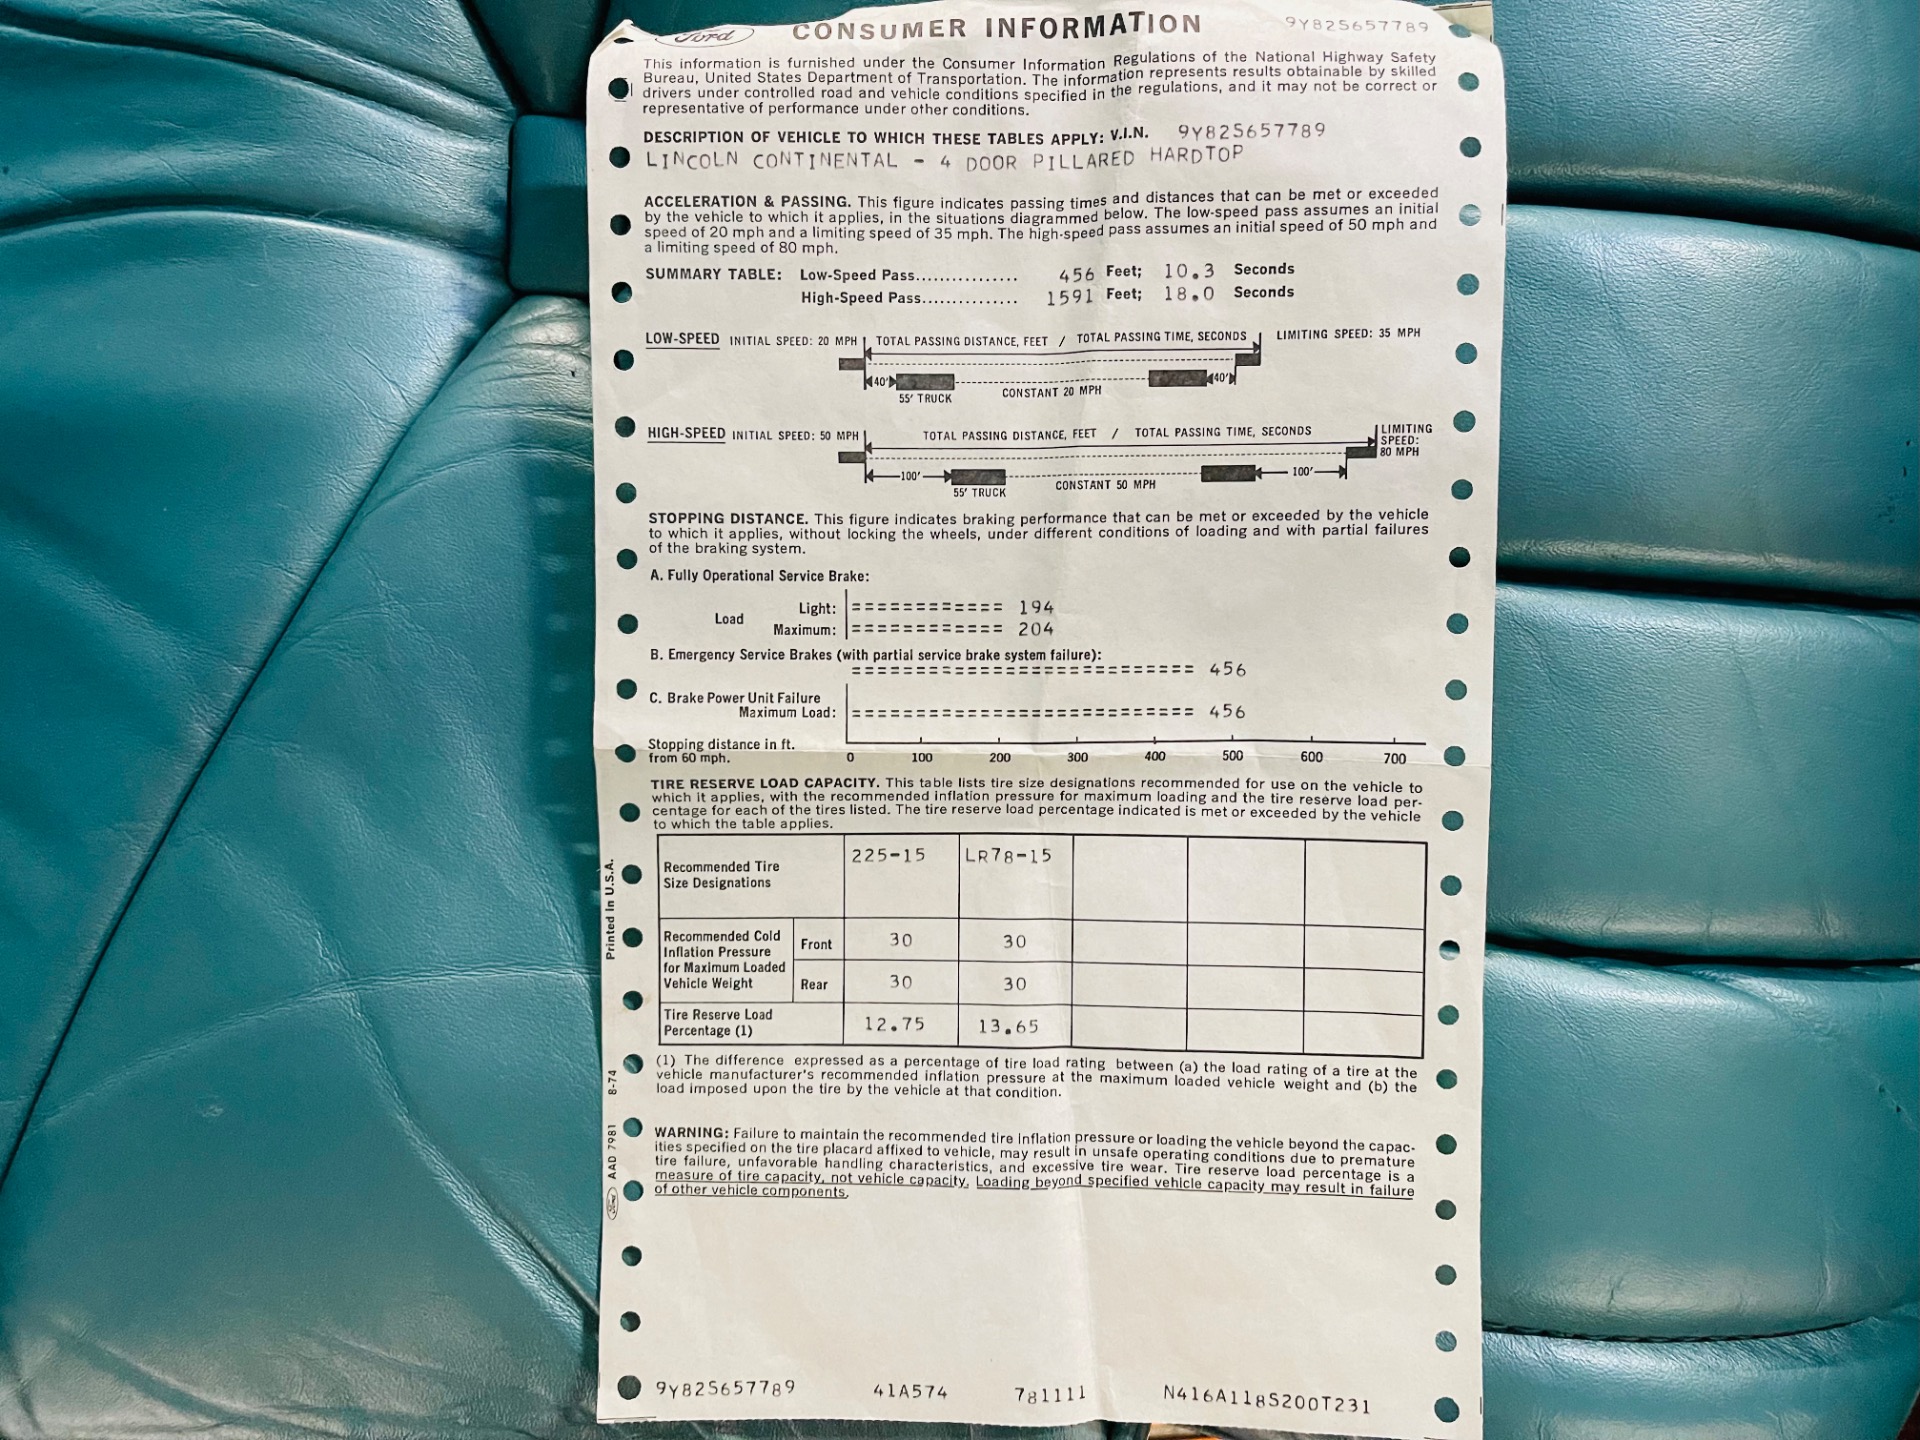 Ford CONSUMER INFORMATION 9Y82S657789
This information is furnished under the Consumer Information Regulations of the National Highway Safety
Bureau, United States Department of Transportation. The information represents results obtainable by skilled
drivers under controlled road and vehicle conditions specified in the regulations, and it may not be correct or
representative of performance under other conditions.
DESCRIPTION OF VEHICLE TO WHICH THESE TABLES APPLY: V.I.N. 9Y82S657789
LINCOLN CONTINENTAL - 4 DOOR PILLARED HARDTOP
ACCELERATION & PASSING. This figure indicates passing times and distances that can be met or exceeded
by the vehicle to which it applies, in the situations diagrammed below. The low-speed pass assumes an initial
speed of 20 mph and a limiting speed of 35 mph. The high-speed pass assumes an initial speed of 50 mph and
a limiting speed of 80 mph.
SUMMARY TABLE: Low-Speed Pass............... 456 Feet; 10.3 Seconds
High-Speed Pass............... 1591 Feet; 18.0 Seconds
LOW-SPEED INITIAL SPEED: 20 MPH TOTAL PASSING DISTANCE, FEET / TOTAL PASSING TIME, SECONDS LIMITING SPEED: 35 MPH
40' 40'
55' TRUCK CONSTANT 20 MPH
HIGH-SPEED INITIAL SPEED: 50 MPH TOTAL PASSING DISTANCE, FEET / TOTAL PASSING TIME, SECONDS LIMITING
SPEED:
80 MPH
100' 100'
55' TRUCK CONSTANT 50 MPH
STOPPING DISTANCE. This figure indicates braking performance that can be met or exceeded by the vehicle
to which it applies, without locking the wheels, under different conditions of loading and with partial failures
of the braking system.
A. Fully Operational Service Brake:
Load Light: ============ 194
Maximum: ============ 204
B. Emergency Service Brakes (with partial service brake system failure):
=========================== 456
C. Brake Power Unit Failure
Maximum Load: =========================== 456
Stopping distance in ft.
from 60 mph. 0 100 200 300 400 500 600 700
TIRE RESERVE LOAD CAPACITY. This table lists tire size designations recommended for use on the vehicle to
which it applies, with the recommended inflation pressure for maximum loading and the tire reserve load per-
centage for each of the tires listed. The tire reserve load percentage indicated is met or exceeded by the vehicle
to which the table applies.
Recommended Tire
Size Designations 225-15 LR78-15
Recommended Cold
Inflation Pressure
for Maximum Loaded
Vehicle Weight
Front 30 30
Rear 30 30
Tire Reserve Load
Percentage (1) 12.75 13.65
(1) The difference expressed as a percentage of tire load rating between (a) the load rating of a tire at the
vehicle manufacturer's recommended inflation pressure at the maximum loaded vehicle weight and (b) the
load imposed upon the tire by the vehicle at that condition.
WARNING: Failure to maintain the recommended tire inflation pressure or loading the vehicle beyond the capac-
ities specified on the tire placard affixed to vehicle, may result in unsafe operating conditions due to premature
tire failure, unfavorable handling characteristics, and excessive tire wear. Tire reserve load percentage is a
measure of tire capacity, not vehicle capacity. Loading beyond specified vehicle capacity may result in failure
of other vehicle components.
Printed in U.S.A.
Ford AAD 7981 8-74
9Y82S657789 41A574 781111 N416A118S200T231